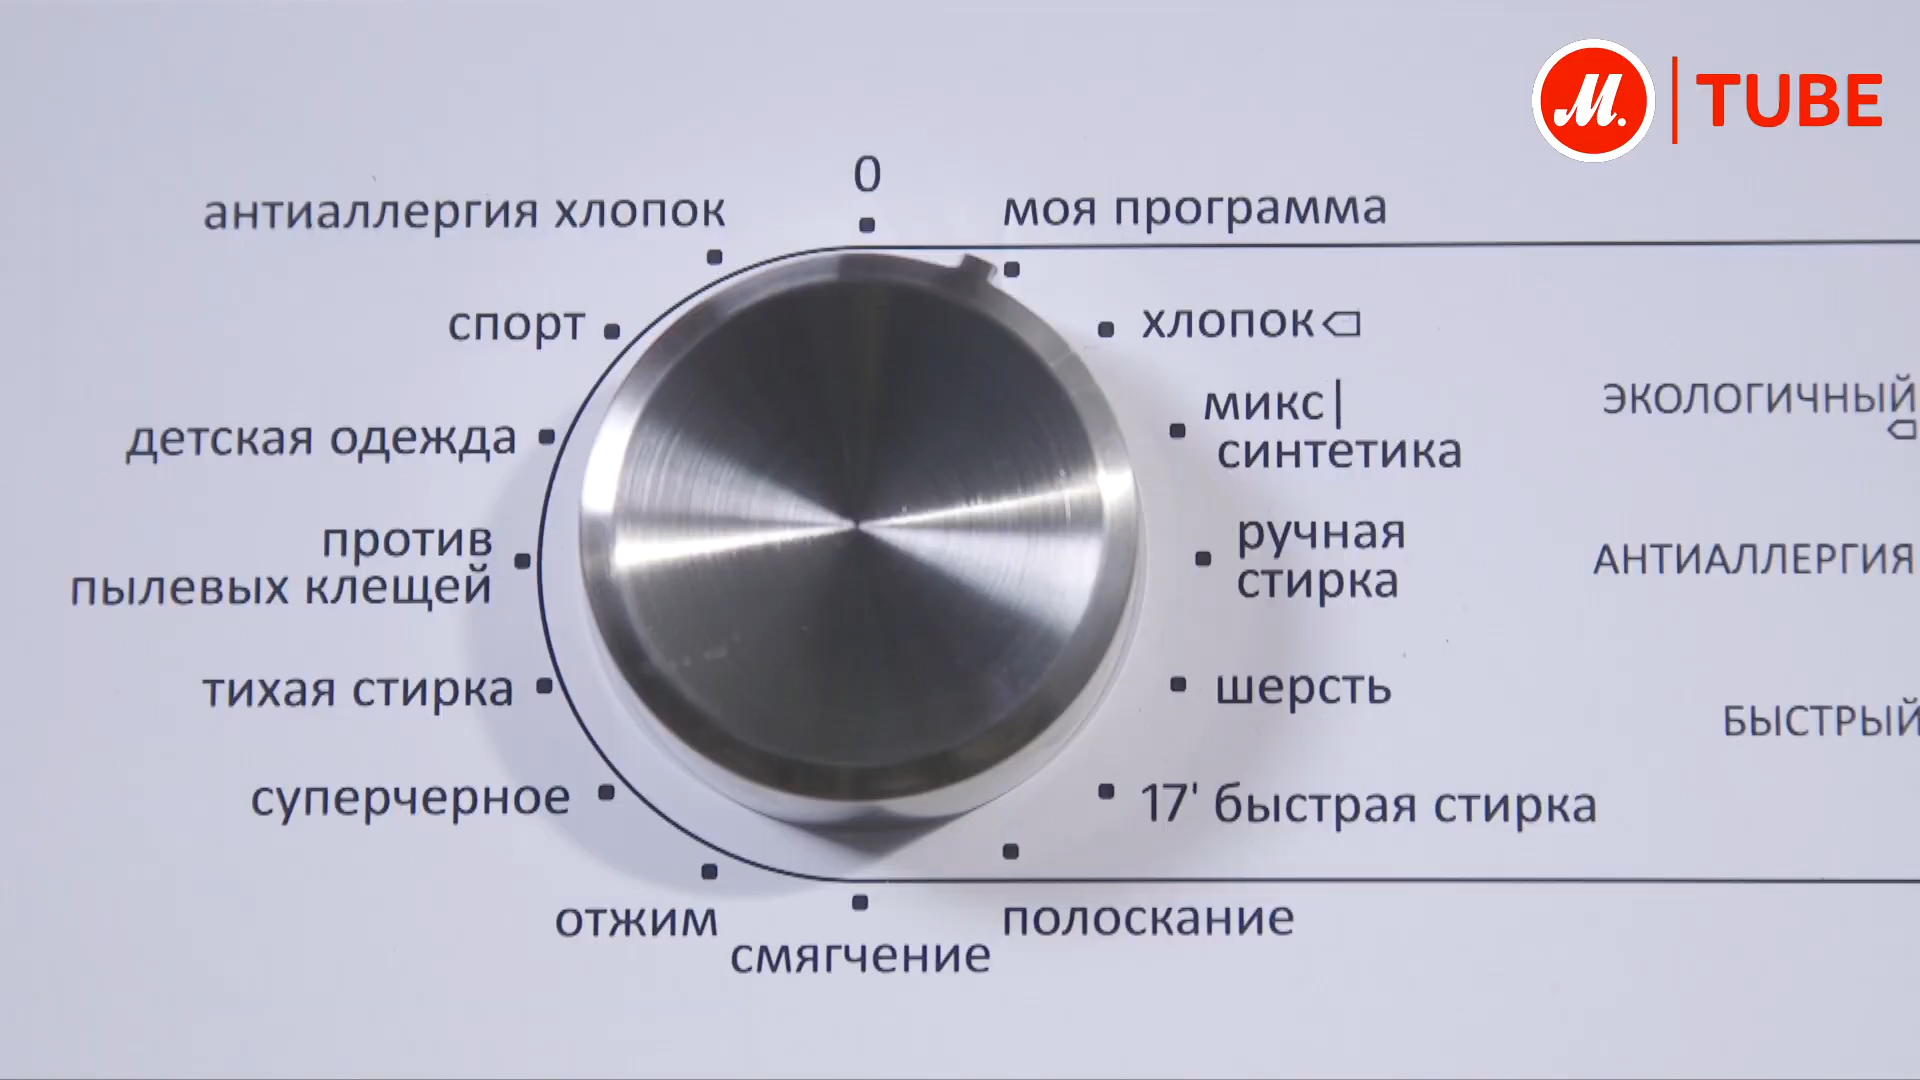 M. TUBE
0
антиаллергия хлопок
моя программа
спорт
хлопок
микс|
синтетика
ЭКОЛОГИЧНЫЙ
детская одежда
против
пылевых клещей
ручная
стирка
АНТИАЛЛЕРГИЯ
тихая стирка
шерсть
БЫСТРЫЙ
суперчерное
17' быстрая стирка
отжим
смягчение
полоскание